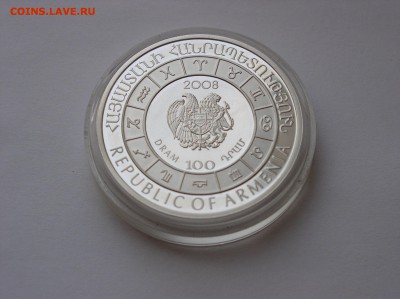 COINS.LAVE.RU
ՀԱՅԱՍՏԱՆԻ ՀԱՆՐԱՊԵՏՈՒԹՅՈՒՆ
2008
DRAM 100 ԴՐԱՄ
REPUBLIC OF ARMENIA